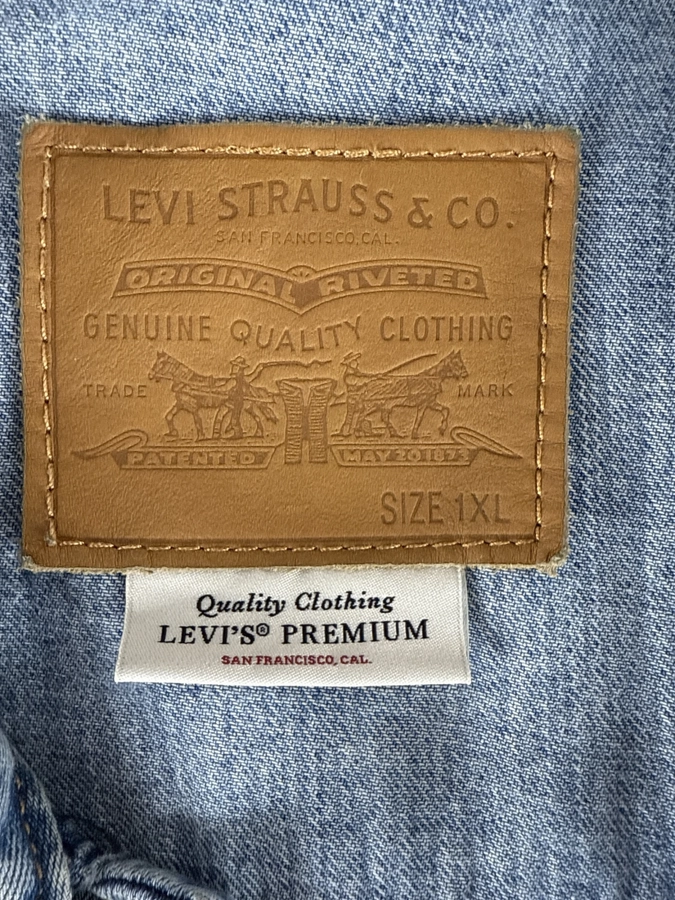 LEVI STRAUSS & CO.
SAN FRANCISCO, CAL.
ORIGINAL RIVETED
GENUINE QUALITY CLOTHING
TRADE MARK
PATENTED MAY 20 1873
SIZE 1XL
Quality Clothing
LEVI'S® PREMIUM
SAN FRANCISCO, CAL.